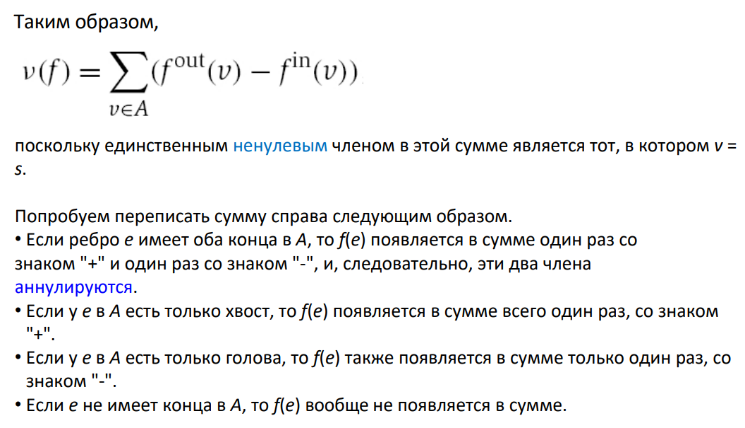 Таким образом,
ν(f) = ∑(f^out(v) − f^in(v))
v∈A
поскольку единственным ненулевым членом в этой сумме является тот, в котором v =
s.
Попробуем переписать сумму справа следующим образом.
• Если ребро e имеет оба конца в A, то f(e) появляется в сумме один раз со
знаком "+" и один раз со знаком "-", и, следовательно, эти два члена
аннулируются.
• Если у e в A есть только хвост, то f(e) появляется в сумме всего один раз, со знаком
"+".
• Если у e в A есть только голова, то f(e) также появляется в сумме только один раз, со
знаком "-".
• Если e не имеет конца в A, то f(e) вообще не появляется в сумме.